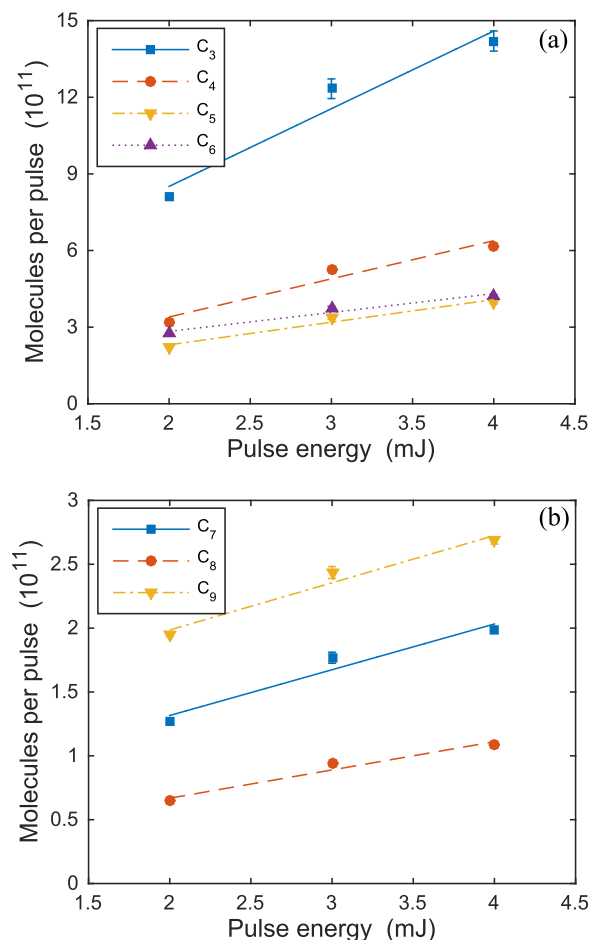 (a)
C3
C4
C5
C6
15
12
9
6
3
0
1.5 2 2.5 3 3.5 4 4.5
Molecules per pulse (10^11)
Pulse energy (mJ)
(b)
C7
C8
C9
3
2.5
2
1.5
1
0.5
0
1.5 2 2.5 3 3.5 4 4.5
Molecules per pulse (10^11)
Pulse energy (mJ)